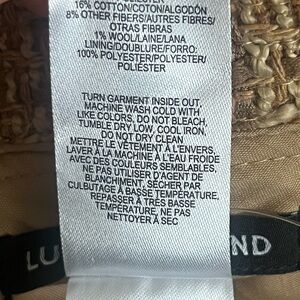 16% COTTON/COTON/ALGODÓN
8% OTHER FIBERS/AUTRES FIBRES/
OTRAS FIBRAS
1% WOOL/LAINE/LANA
LINING/DOUBLURE/FORRO:
100% POLYESTER/POLYESTER/
POLIÉSTER
TURN GARMENT INSIDE OUT,
MACHINE WASH COLD WITH
LIKE COLORS, DO NOT BLEACH,
TUMBLE DRY LOW, COOL IRON,
DO NOT DRY CLEAN
METTRE LE VÊTEMENT À L'ENVERS,
LAVER À LA MACHINE À L'EAU FROIDE
AVEC DES COULEURS SEMBLABLES,
NE PAS UTILISER D'AGENT DE
BLANCHIMENT, SÉCHER PAR
CULBUTAGE À BASSE TEMPÉRATURE,
REPASSER À TRÈS BASSE
TEMPÉRATURE, NE PAS
NETTOYER À SEC
LU ND